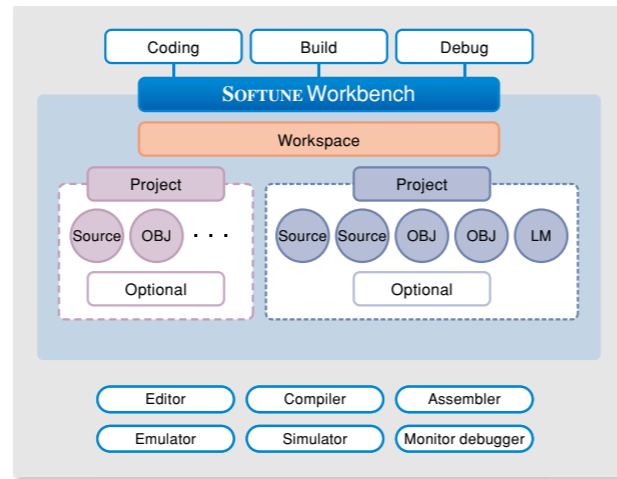 Coding Build Debug
SOFTUNE Workbench
Workspace
Project Project
Source OBJ · · · Source Source OBJ OBJ LM
Optional Optional
Editor Compiler Assembler
Emulator Simulator Monitor debugger